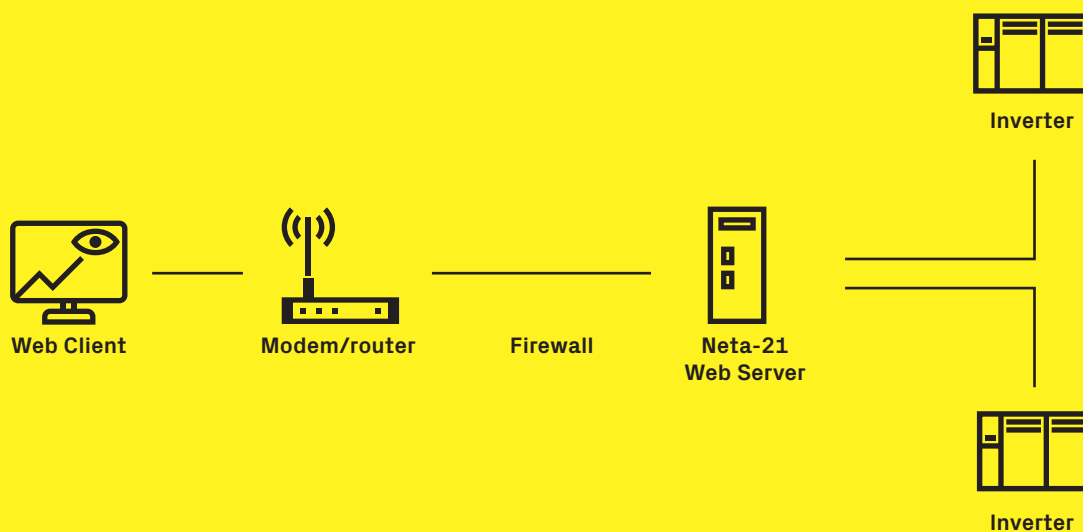 Inverter
Web Client
Modem/router
Firewall
Neta-21
Web Server
Inverter